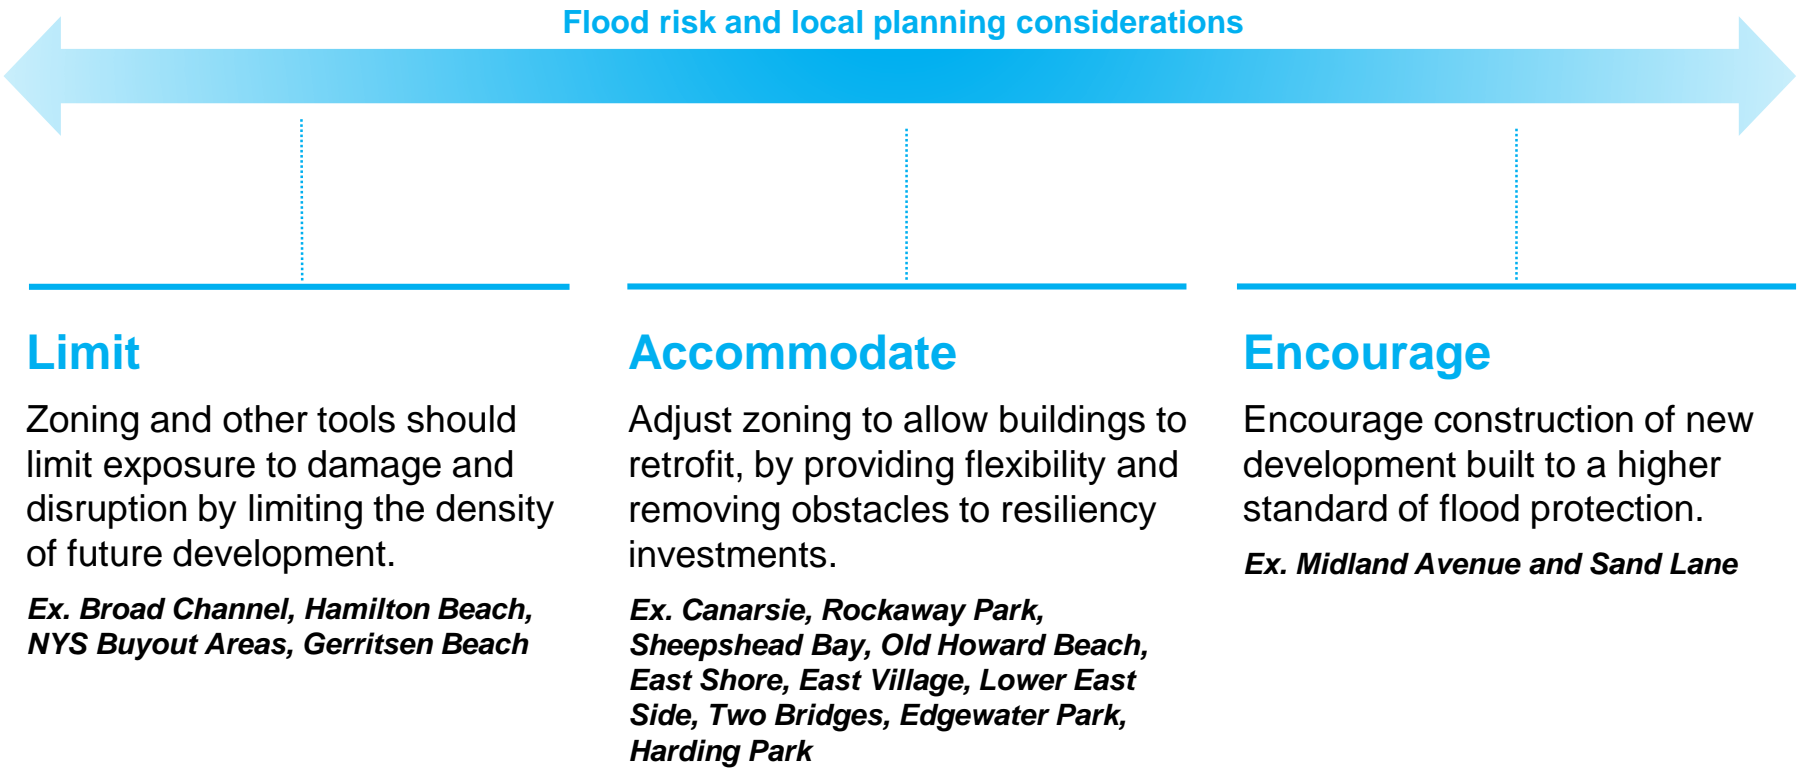 Flood risk and local planning considerations
Limit
Zoning and other tools should
limit exposure to damage and
disruption by limiting the density
of future development.
Ex. Broad Channel, Hamilton Beach,
NYS Buyout Areas, Gerritsen Beach
Accommodate
Adjust zoning to allow buildings to
retrofit, by providing flexibility and
removing obstacles to resiliency
investments.
Ex. Canarsie, Rockaway Park,
Sheepshead Bay, Old Howard Beach,
East Shore, East Village, Lower East
Side, Two Bridges, Edgewater Park,
Harding Park
Encourage
Encourage construction of new
development built to a higher
standard of flood protection.
Ex. Midland Avenue and Sand Lane